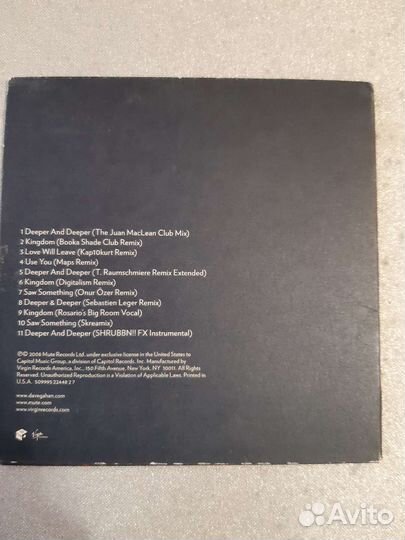 1 Deeper And Deeper (The Juan MacLean Club Mix)
2 Kingdom (Booka Shade Club Remix)
3 Love Will Leave (Kap10kurt Remix)
4 Use You (Maps Remix)
5 Deeper And Deeper (T. Raumschmiere Remix Extended)
6 Kingdom (Digitalism Remix)
7 Saw Something (Onur Özer Remix)
8 Deeper & Deeper (Sebastien Leger Remix)
9 Kingdom (Rosario's Big Room Vocal)
10 Saw Something (Skreamix)
11 Deeper And Deeper (SHRUBBN!! FX Instrumental)
℗© 2008 Mute Records Ltd. under exclusive license in the United States to
Capitol Music Group, a division of Capitol Records, Inc. Manufactured by
Virgin Records America, Inc., 150 Fifth Avenue, New York, NY 10011. All Rights
Reserved. Unauthorized Reproduction is a Violation of Applicable Laws. Printed in
U.S.A. 509995 22448 2 7
www.davegahan.com
www.mute.com
www.virginrecords.com
Virgin
Avito